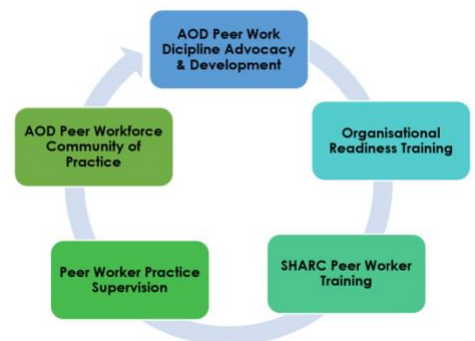 AOD Peer Work
Dicipline Advocacy
& Development
Organisational
Readiness Training
SHARC Peer Worker
Training
Peer Worker Practice
Supervision
AOD Peer Workforce
Community of
Practice